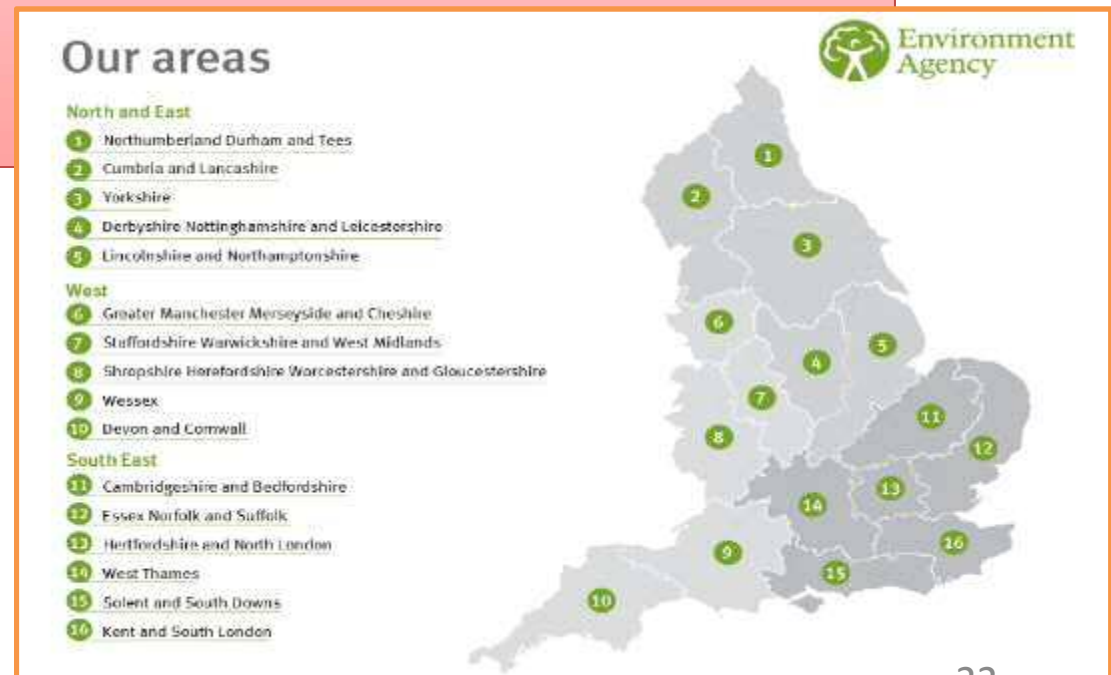 Our areas
Environment
Agency
North and East
1 Northumberland Durham and Tees
2 Cumbria and Lancashire
3 Yorkshire
4 Derbyshire Nottinghamshire and Leicestershire
5 Lincolnshire and Northamptonshire
West
6 Greater Manchester Merseyside and Cheshire
7 Staffordshire Warwickshire and West Midlands
8 Shropshire Herefordshire Worcestershire and Gloucestershire
9 Wessex
10 Devon and Cornwall
South East
11 Cambridgeshire and Bedfordshire
12 Essex Norfolk and Suffolk
13 Hertfordshire and North London
14 West Thames
15 Solent and South Downs
16 Kent and South London
1
2
3
6
5
4
7
11
8
12
13
14
16
9
15
10